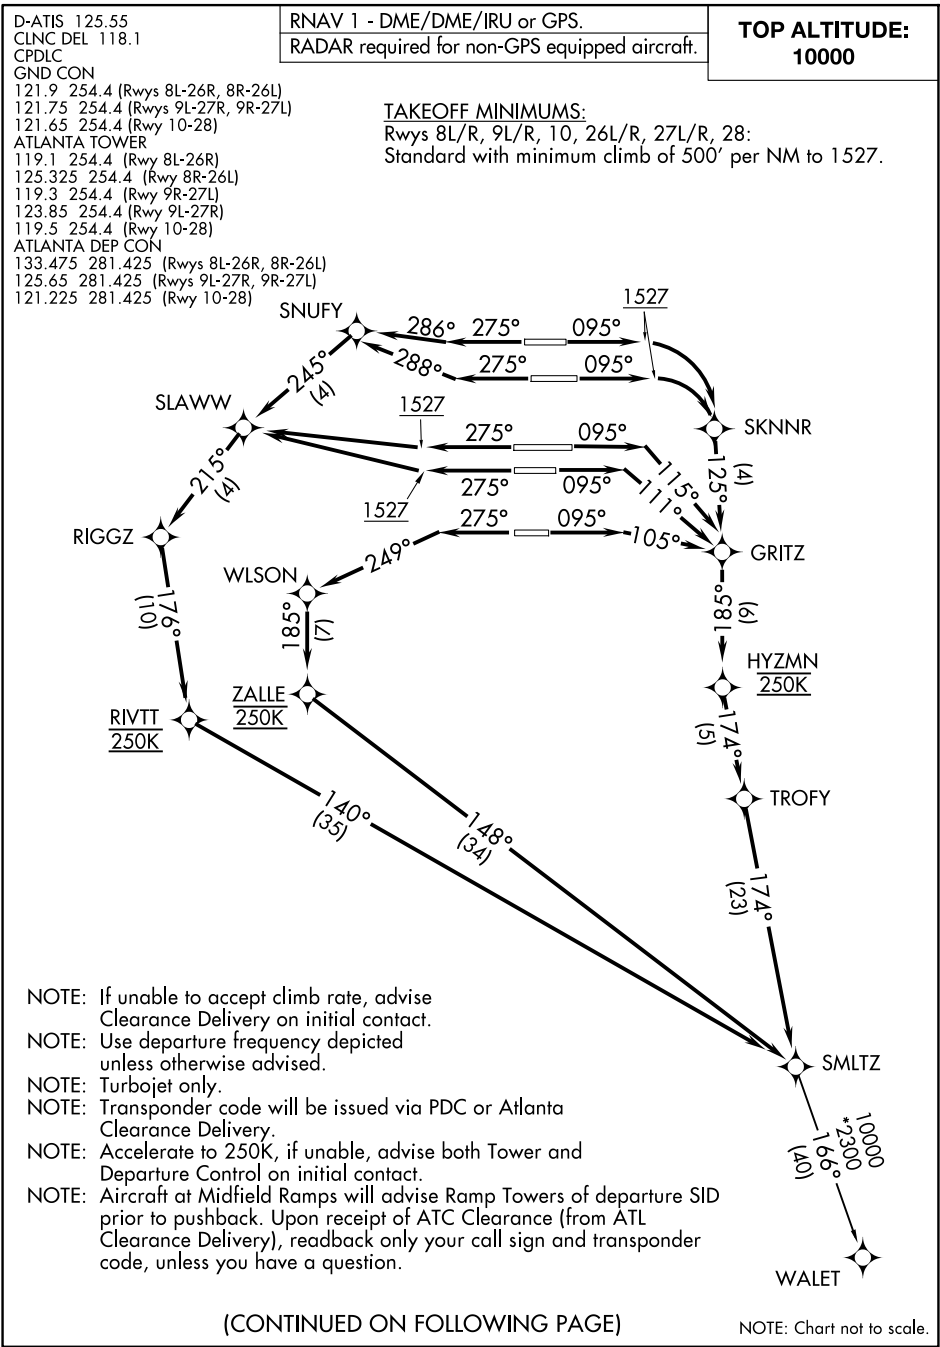 D-ATIS 125.55
CLNC DEL 118.1
CPDLC
GND CON
121.9 254.4 (Rwys 8L-26R, 8R-26L)
121.75 254.4 (Rwys 9L-27R, 9R-27L)
121.65 254.4 (Rwy 10-28)
ATLANTA TOWER
119.1 254.4 (Rwy 8L-26R)
125.325 254.4 (Rwy 8R-26L)
119.3 254.4 (Rwy 9R-27L)
123.85 254.4 (Rwy 9L-27R)
119.5 254.4 (Rwy 10-28)
ATLANTA DEP CON
133.475 281.425 (Rwys 8L-26R, 8R-26L)
125.65 281.425 (Rwys 9L-27R, 9R-27L)
121.225 281.425 (Rwy 10-28)
RNAV 1 - DME/DME/IRU or GPS.
RADAR required for non-GPS equipped aircraft.
TOP ALTITUDE:
10000
TAKEOFF MINIMUMS:
Rwys 8L/R, 9L/R, 10, 26L/R, 27L/R, 28:
Standard with minimum climb of 500' per NM to 1527.
1527
SNUFY
286° 275° 095°
288° 275° 095°
245°
(4)
SLAWW
1527
275° 095°
SKNNR
125°
(4)
115°
215°
(4)
275° 095°
111°
1527
275° 095°
105°
RIGGZ
249°
GRITZ
WLSON
176°
(10)
185°
(7)
185°
(6)
HYZMN
250K
ZALLE
250K
RIVTT
250K
174°
(5)
TROFY
140°
(35)
148°
(34)
174°
(23)
SMLTZ
10000
*2300
166°
(40)
WALET
NOTE: If unable to accept climb rate, advise
Clearance Delivery on initial contact.
NOTE: Use departure frequency depicted
unless otherwise advised.
NOTE: Turbojet only.
NOTE: Transponder code will be issued via PDC or Atlanta
Clearance Delivery.
NOTE: Accelerate to 250K, if unable, advise both Tower and
Departure Control on initial contact.
NOTE: Aircraft at Midfield Ramps will advise Ramp Towers of departure SID
prior to pushback. Upon receipt of ATC Clearance (from ATL
Clearance Delivery), readback only your call sign and transponder
code, unless you have a question.
(CONTINUED ON FOLLOWING PAGE)
NOTE: Chart not to scale.